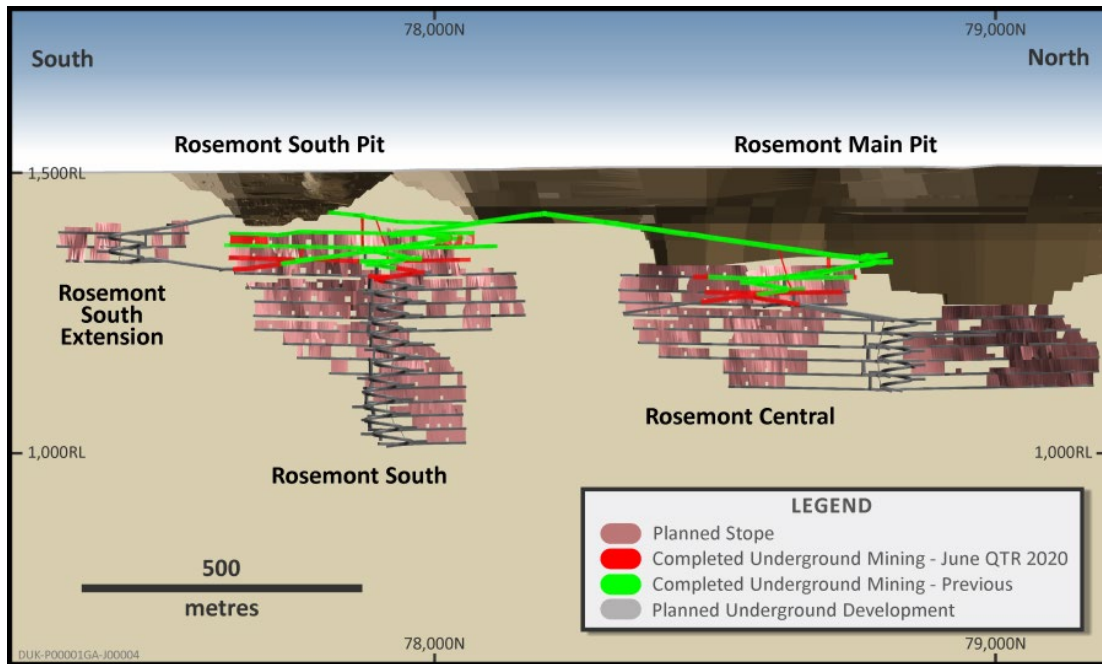 78,000N
79,000N
South
North
Rosemont South Pit
Rosemont Main Pit
1,500RL
Rosemont
South
Extension
Rosemont Central
1,000RL
1,000RL
Rosemont South
LEGEND
Planned Stope
Completed Underground Mining - June QTR 2020
Completed Underground Mining - Previous
Planned Underground Development
500
metres
78,000N
79,000N
DUK-P00001GA-J00004